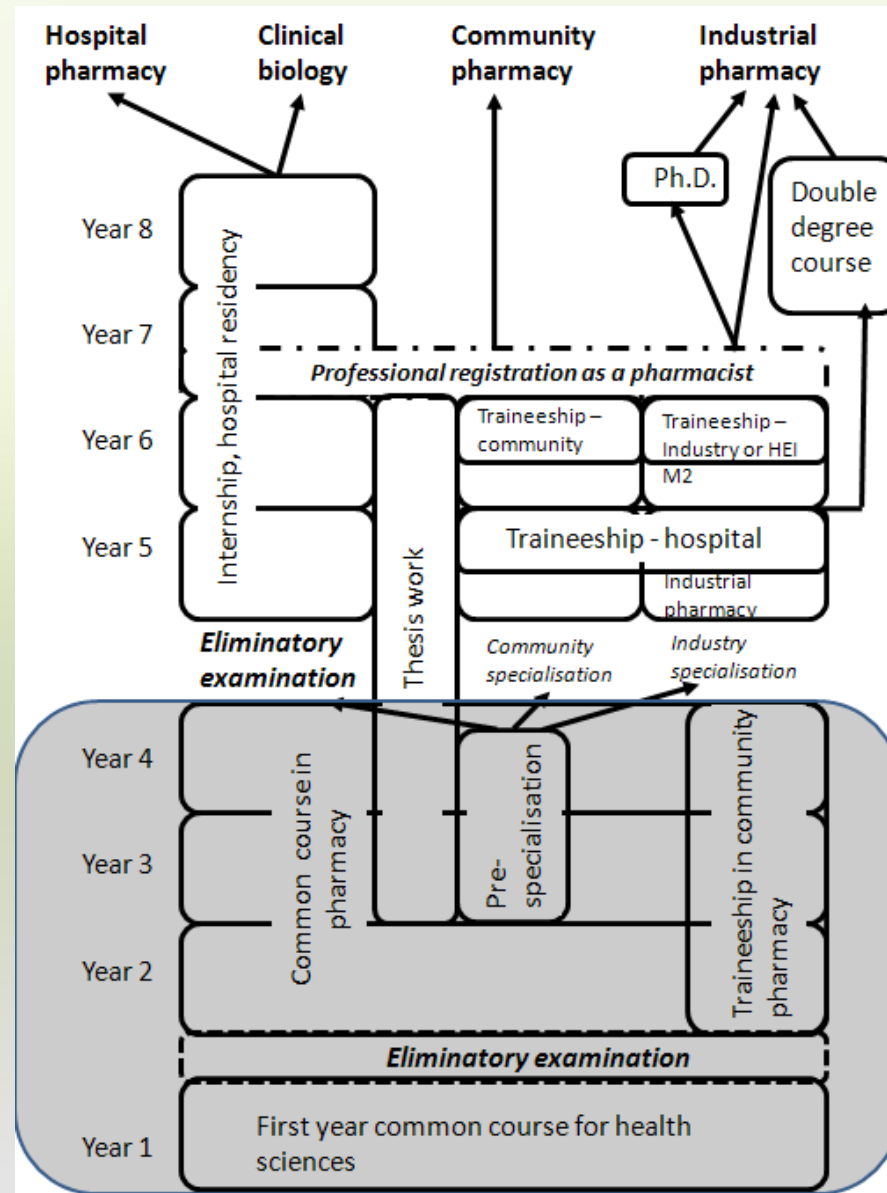 Hospital
pharmacy
Clinical
biology
Community
pharmacy
Industrial
pharmacy
Ph.D.
Double
degree
course
Year 8
Year 7
Internship, hospital residency
Professional registration as a pharmacist
Year 6
Traineeship –
community
Traineeship –
Industry or HEI
M2
Year 5
Traineeship - hospital
Industrial
pharmacy
Thesis work
Eliminatory
examination
Community
specialisation
Industry
specialisation
Year 4
Year 3
Year 2
Common course in
pharmacy
Pre-
specialisation
Traineeship in community
pharmacy
Eliminatory examination
Year 1
First year common course for health
sciences